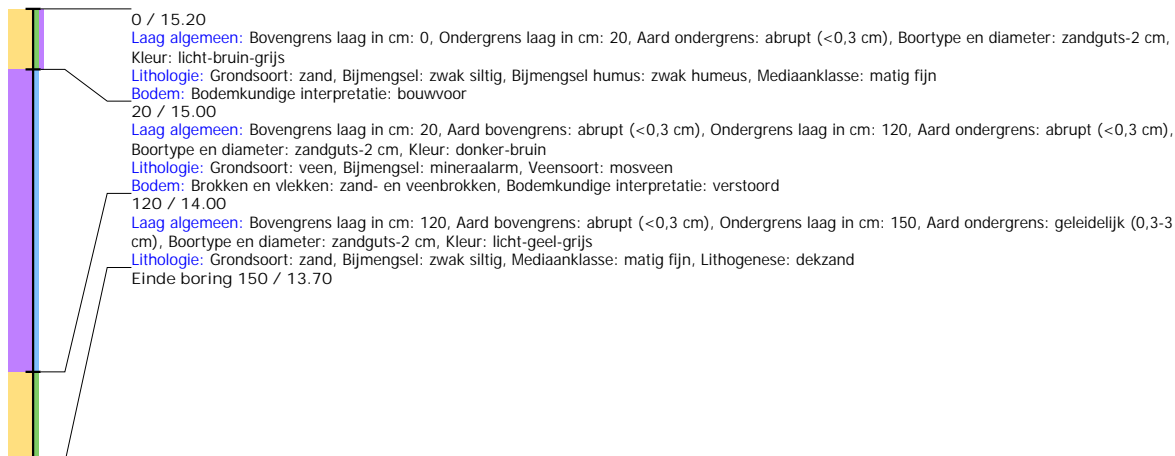 0 / 15.20
Laag algemeen: Bovengrens laag in cm: 0, Ondergrens laag in cm: 20, Aard ondergrens: abrupt (<0,3 cm), Boortype en diameter: zandguts-2 cm,
Kleur: licht-bruin-grijs
Lithologie: Grondsoort: zand, Bijmengsel: zwak siltig, Bijmengsel humus: zwak humeus, Mediaanklasse: matig fijn
Bodem: Bodemkundige interpretatie: bouwvoor
20 / 15.00
Laag algemeen: Bovengrens laag in cm: 20, Aard bovengrens: abrupt (<0,3 cm), Ondergrens laag in cm: 120, Aard ondergrens: abrupt (<0,3 cm),
Boortype en diameter: zandguts-2 cm, Kleur: donker-bruin
Lithologie: Grondsoort: veen, Bijmengsel: mineraalarm, Veensoort: mosveen
Bodem: Brokken en vlekken: zand- en veenbrokken, Bodemkundige interpretatie: verstoord
120 / 14.00
Laag algemeen: Bovengrens laag in cm: 120, Aard bovengrens: abrupt (<0,3 cm), Ondergrens laag in cm: 150, Aard ondergrens: geleidelijk (0,3-3
cm), Boortype en diameter: zandguts-2 cm, Kleur: licht-geel-grijs
Lithologie: Grondsoort: zand, Bijmengsel: zwak siltig, Mediaanklasse: matig fijn, Lithogenese: dekzand
Einde boring 150 / 13.70